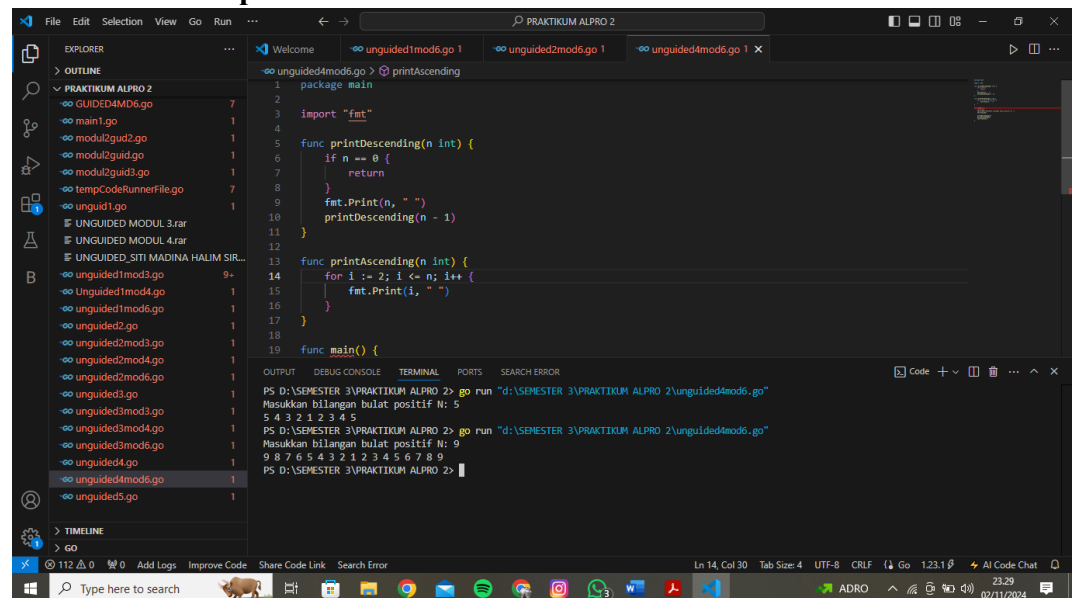 File Edit Selection View Go Run ··· ← → PRAKTIKUM ALPRO 2
EXPLORER ···
> OUTLINE
PRAKTIKUM ALPRO 2
GUIDED4MD6.go 7
main1.go 1
modul2gud2.go 1
modul2guid.go 1
modul2guid3.go 1
tempCodeRunnerFile.go 7
unguid1.go 1
UNGUIDED MODUL 3.rar
UNGUIDED MODUL 4.rar
UNGUIDED_SITI MADINA HALIM SIR...
unguided1mod3.go 9+
Unguided1mod4.go 1
unguided1mod6.go 1
unguided2.go 1
unguided2mod3.go 1
unguided2mod4.go 1
unguided2mod6.go 1
unguided3.go 1
unguided3mod3.go 1
unguided3mod4.go 1
unguided3mod6.go 1
unguided4.go 1
unguided4mod6.go 1
unguided5.go 1
> TIMELINE
> GO
Welcome unguided1mod6.go 1 unguided2mod6.go 1 unguided4mod6.go 1 ×
unguided4mod6.go > printAscending
1 package main
2
3 import "fmt"
4
5 func printDescending(n int) {
6 if n == 0 {
7 return
8 }
9 fmt.Print(n, " ")
10 printDescending(n - 1)
11 }
12
13 func printAscending(n int) {
14 for i := 2; i <= n; i++ {
15 fmt.Print(i, " ")
16 }
17 }
18
19 func main() {
OUTPUT DEBUG CONSOLE TERMINAL PORTS SEARCH ERROR Code
PS D:\SEMESTER 3\PRAKTIKUM ALPRO 2> go run "d:\SEMESTER 3\PRAKTIKUM ALPRO 2\unguided4mod6.go"
Masukkan bilangan bulat positif N: 5
5 4 3 2 1 2 3 4 5
PS D:\SEMESTER 3\PRAKTIKUM ALPRO 2> go run "d:\SEMESTER 3\PRAKTIKUM ALPRO 2\unguided4mod6.go"
Masukkan bilangan bulat positif N: 9
9 8 7 6 5 4 3 2 1 2 3 4 5 6 7 8 9
PS D:\SEMESTER 3\PRAKTIKUM ALPRO 2>
112 0 0 Add Logs Improve Code Share Code Link Search Error Ln 14, Col 30 Tab Size: 4 UTF-8 CRLF Go 1.23.1 AI Code Chat
Type here to search ADRO 23.29
02/11/2024